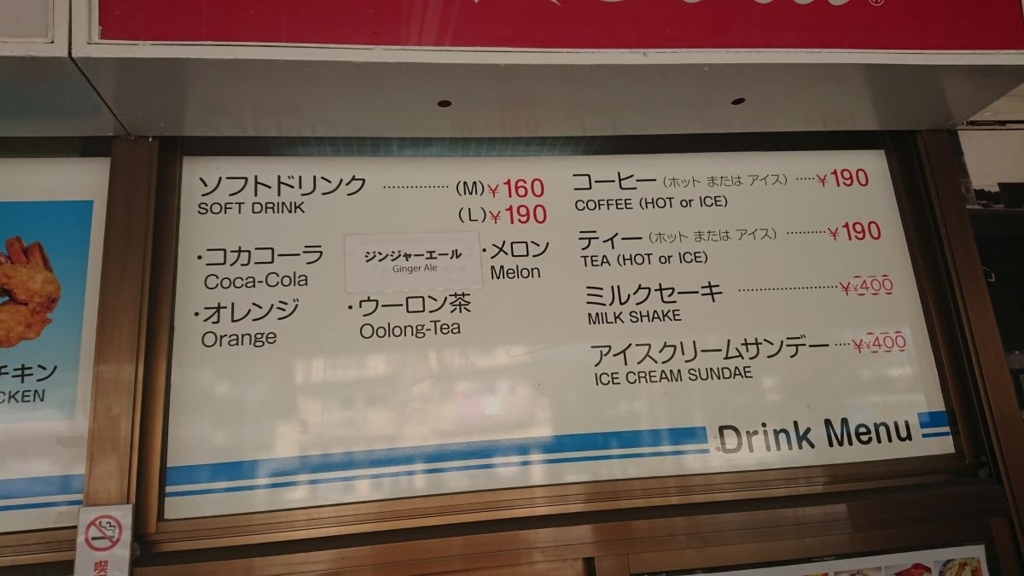 ソフトドリンク ............... (M)¥160
SOFT DRINK
(L)¥190
・コカコーラ
Coca-Cola
ジンジャーエール
Ginger Ale
・メロン
Melon
・オレンジ
Orange
・ウーロン茶
Oolong-Tea
コーヒー (ホット または アイス) .....¥190
COFFEE (HOT or ICE)
ティー (ホット または アイス) ..........¥190
TEA (HOT or ICE)
ミルクセーキ ........................ ¥400
MILK SHAKE
アイスクリームサンデー ....¥400
ICE CREAM SUNDAE
Drink Menu
チキン
CKEN
喫